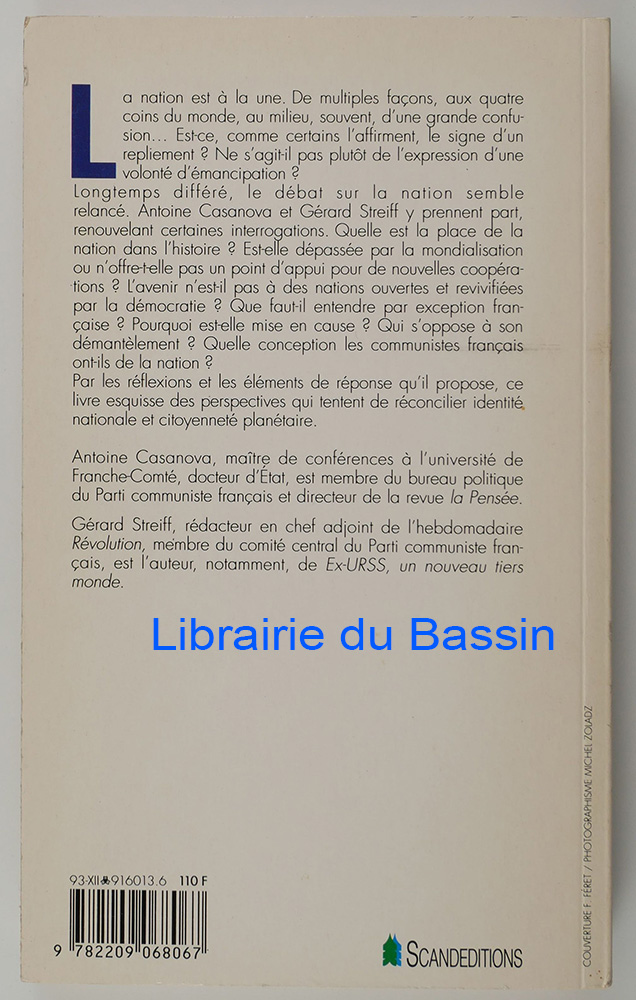 La nation est à la une. De multiples façons, aux quatre
coins du monde, au milieu, souvent, d'une grande confu-
sion... Est-ce, comme certains l'affirment, le signe d'un
repliement ? Ne s'agit-il pas plutôt de l'expression d'une
volonté d'émancipation ?
Longtemps différé, le débat sur la nation semble
relancé. Antoine Casanova et Gérard Streiff y prennent part,
renouvelant certaines interrogations. Quelle est la place de la
nation dans l'histoire ? Est-elle dépassée par la mondialisation
ou n'offre-t-elle pas un point d'appui pour de nouvelles coopéra-
tions ? L'avenir n'est-il pas à des nations ouvertes et revivifiées
par la démocratie ? Que faut-il entendre par exception fran-
çaise ? Pourquoi est-elle mise en cause ? Qui s'oppose à son
démantèlement ? Quelle conception les communistes français
ont-ils de la nation ?
Par les réflexions et les éléments de réponse qu'il propose, ce
livre esquisse des perspectives qui tentent de réconcilier identité
nationale et citoyenneté planétaire.
Antoine Casanova, maître de conférences à l'université de
Franche-Comté, docteur d'État, est membre du bureau politique
du Parti communiste français et directeur de la revue la Pensée.
Gérard Streiff, rédacteur en chef adjoint de l'hebdomadaire
Révolution, membre du comité central du Parti communiste fran-
çais, est l'auteur, notamment, de Ex-URSS, un nouveau tiers
monde.
Librairie du Bassin
COUVERTURE F. FÉRET / PHOTOGRAPHISME MICHEL ZOLADZ
93-XII 916013.6 110 F
9 782209 068067
SCANDEDITIONS